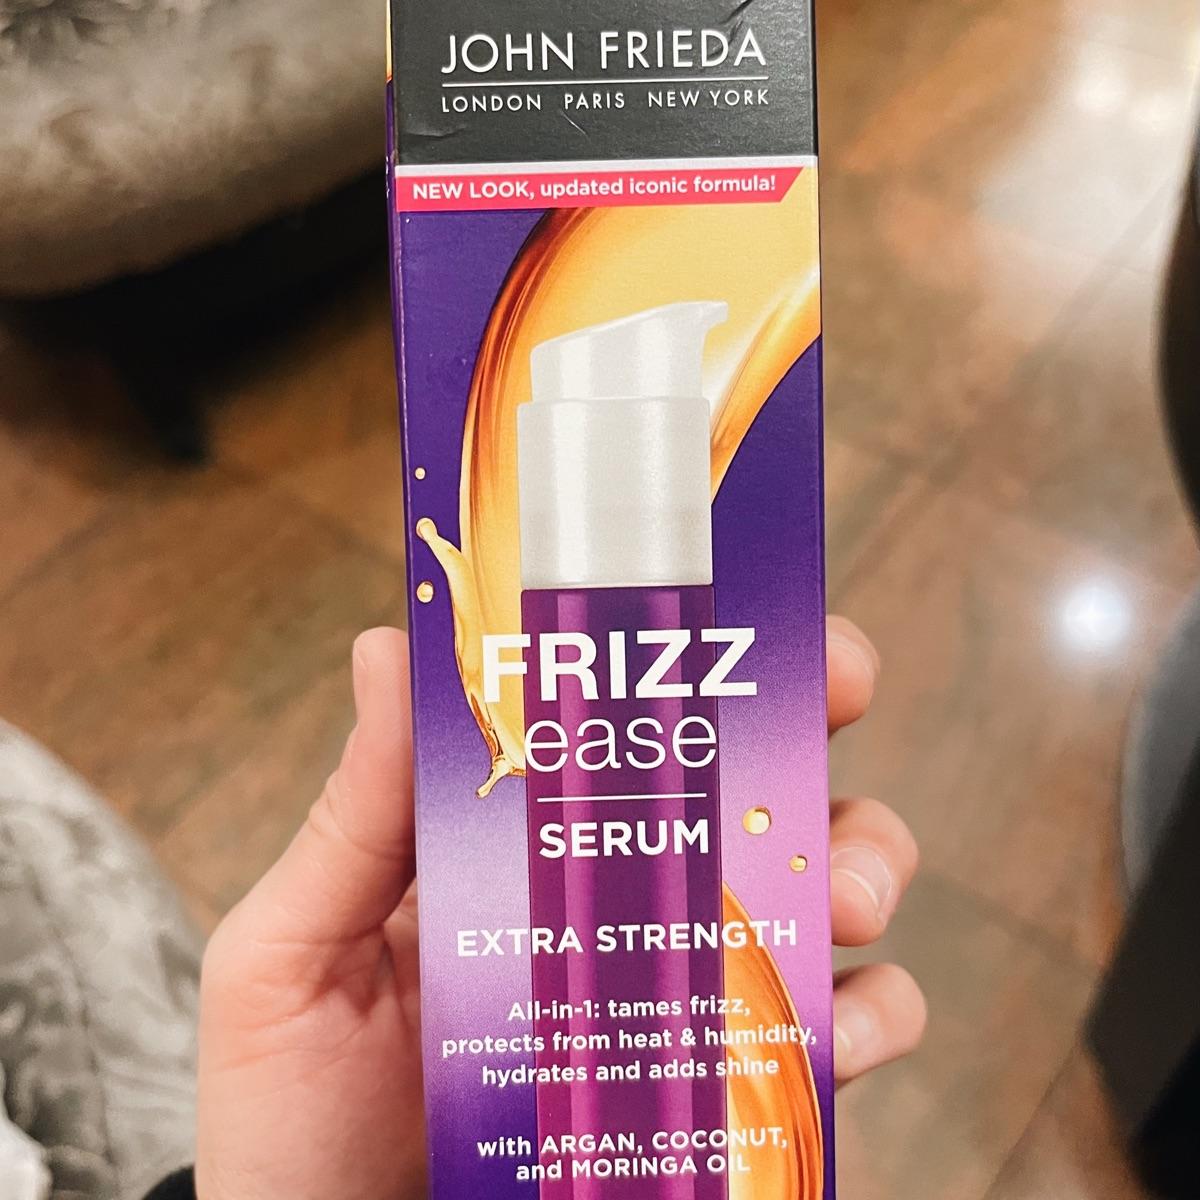 JOHN FRIEDA
LONDON PARIS NEW YORK
NEW LOOK, updated iconic formula!
FRIZZ
ease
SERUM
EXTRA STRENGTH
All-in-1: tames frizz,
protects from heat & humidity,
hydrates and adds shine
with ARGAN, COCONUT,
and MORINGA OIL